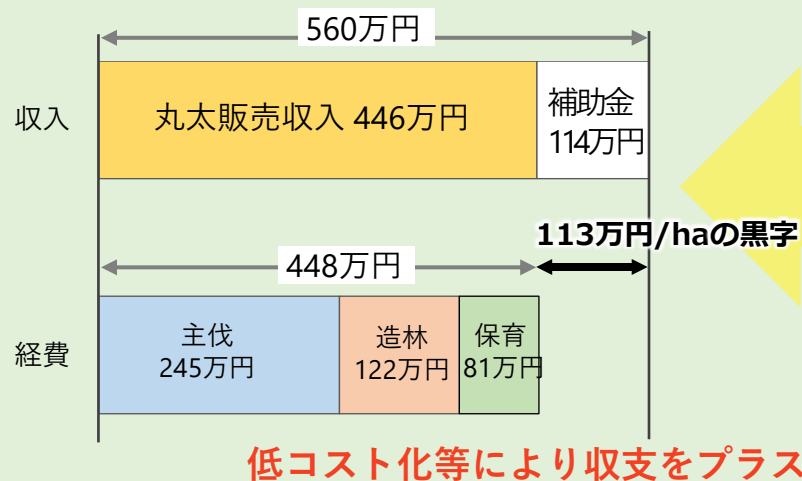 560万円
収入
丸太販売収入 446万円
補助金
114万円
113万円/haの黒字
448万円
経費
主伐
245万円
造林
122万円
保育
81万円
低コスト化等により収支をプラス